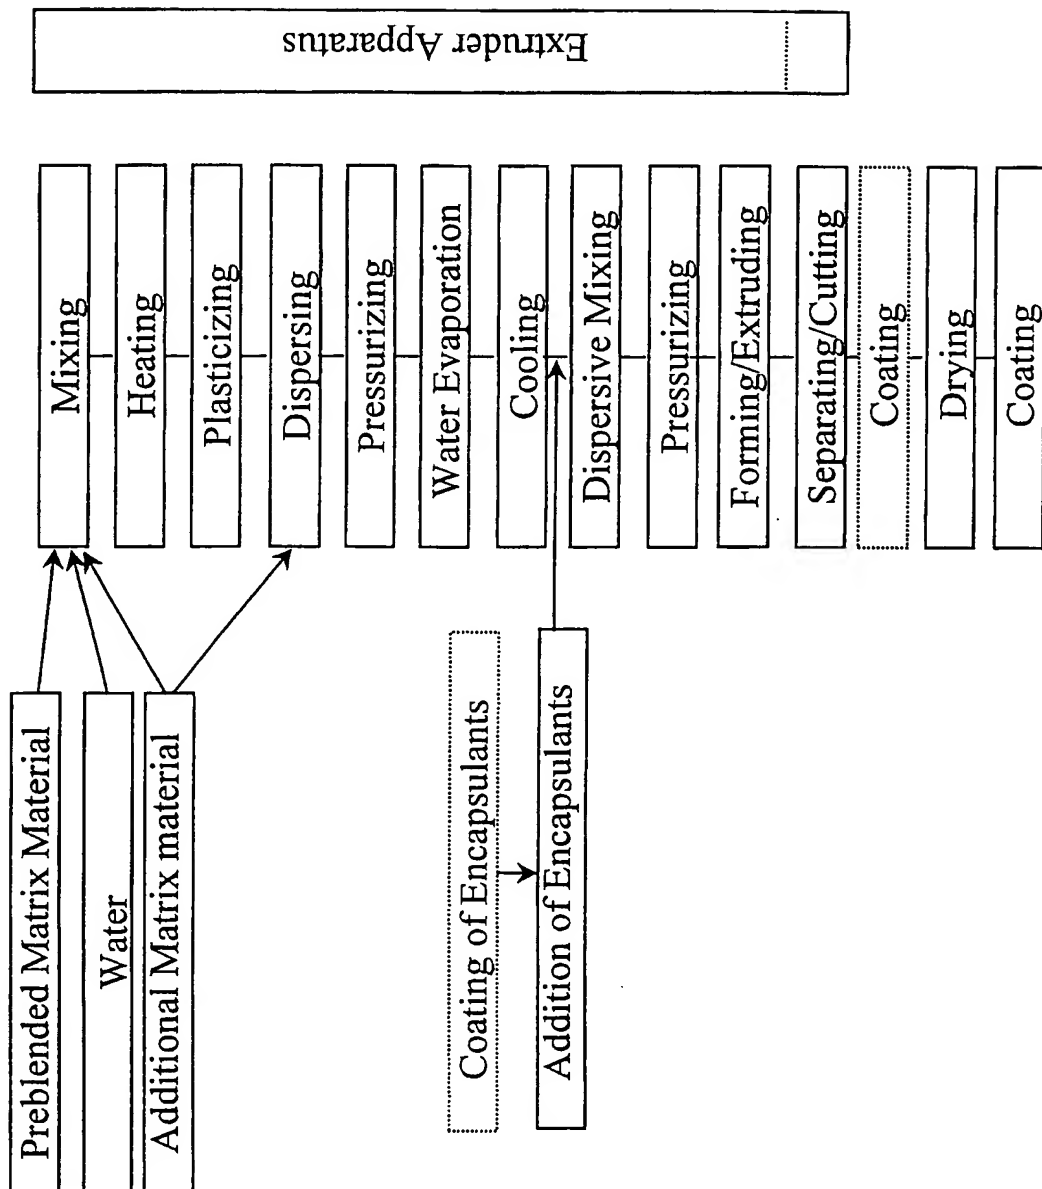 Preblended Matrix Material
Water
Additional Matrix material
Coating of Encapsulants
Addition of Encapsulants
Mixing
Heating
Plasticizing
Dispersing
Pressurizing
Water Evaporation
Cooling
Dispersive Mixing
Pressurizing
Forming/Extruding
Separating/Cutting
Coating
Drying
Coating
Extruder Apparatus